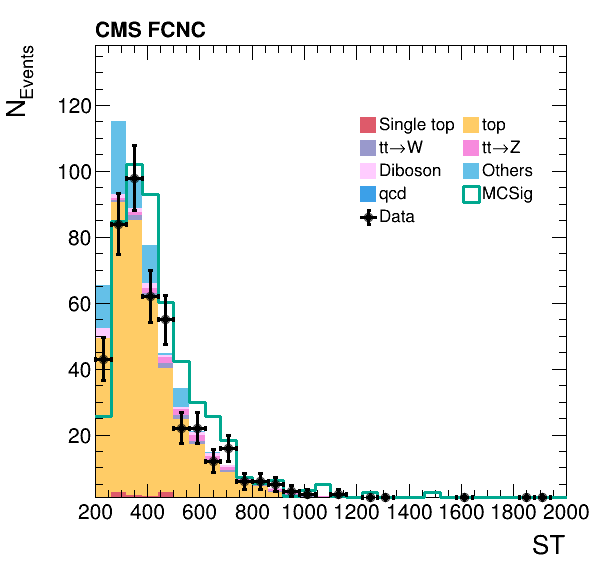 CMS FCNC
N_Events
120
100
80
60
40
20
Single top
top
tt→W
tt→Z
Diboson
Others
qcd
MCSig
Data
200 400 600 800 1000 1200 1400 1600 1800 2000
ST